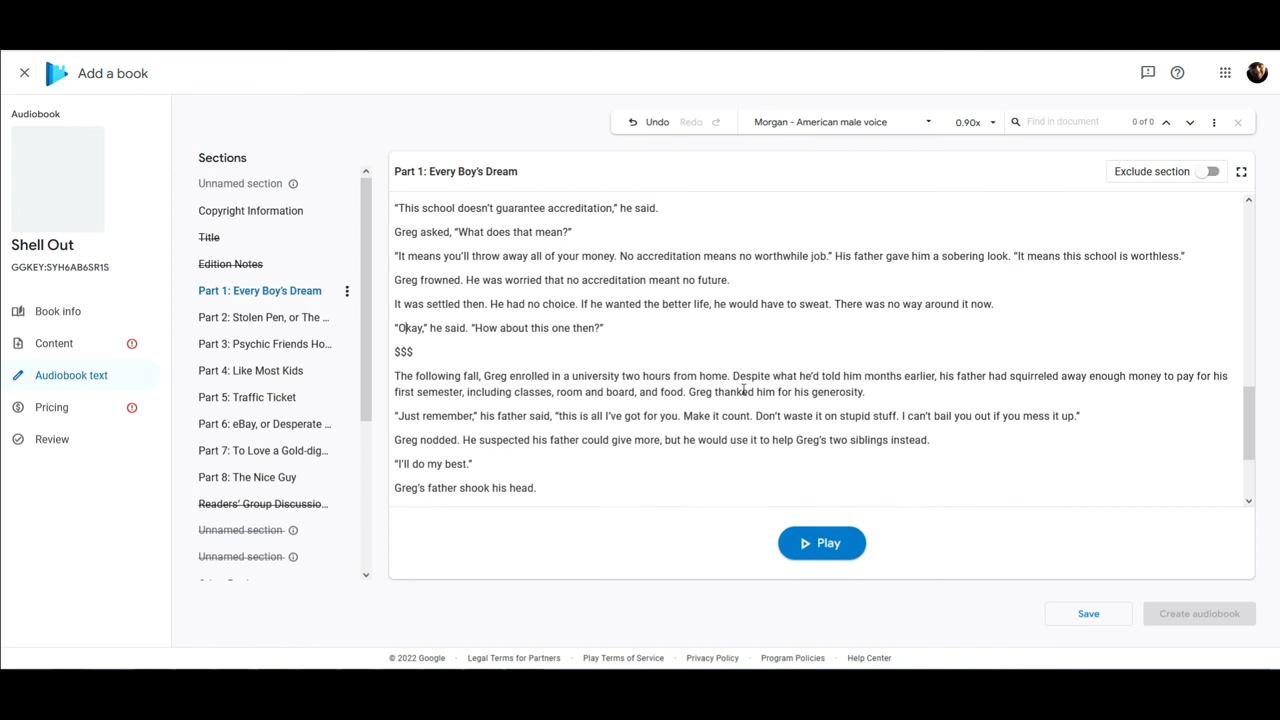 Add a book
Audiobook
Shell Out
GGKEY:SYH6AB6SR1S
Book info
Content
Audiobook text
Pricing
Review
Sections
Unnamed section
Copyright Information
Title
Edition Notes
Part 1: Every Boy's Dream
Part 2: Stolen Pen, or The ...
Part 3: Psychic Friends Ho...
Part 4: Like Most Kids
Part 5: Traffic Ticket
Part 6: eBay, or Desperate ...
Part 7: To Love a Gold-dig...
Part 8: The Nice Guy
Readers' Group Discussio...
Unnamed section
Unnamed section
Undo Redo Morgan - American male voice 0.90x Find in document 0 of 0
Part 1: Every Boy's Dream Exclude section
“This school doesn't guarantee accreditation,” he said.
Greg asked, “What does that mean?”
“It means you'll throw away all of your money. No accreditation means no worthwhile job.” His father gave him a sobering look. “It means this school is worthless.”
Greg frowned. He was worried that no accreditation meant no future.
It was settled then. He had no choice. If he wanted the better life, he would have to sweat. There was no way around it now.
“Okay,” he said. “How about this one then?”
$$$
The following fall, Greg enrolled in a university two hours from home. Despite what he'd told him months earlier, his father had squirreled away enough money to pay for his
first semester, including classes, room and board, and food. Greg thanked him for his generosity.
“Just remember,” his father said, “this is all I've got for you. Make it count. Don't waste it on stupid stuff. I can't bail you out if you mess it up.”
Greg nodded. He suspected his father could give more, but he would use it to help Greg's two siblings instead.
“I'll do my best.”
Greg's father shook his head.
Play
Save Create audiobook
© 2022 Google · Legal Terms for Partners · Play Terms of Service · Privacy Policy · Program Policies · Help Center